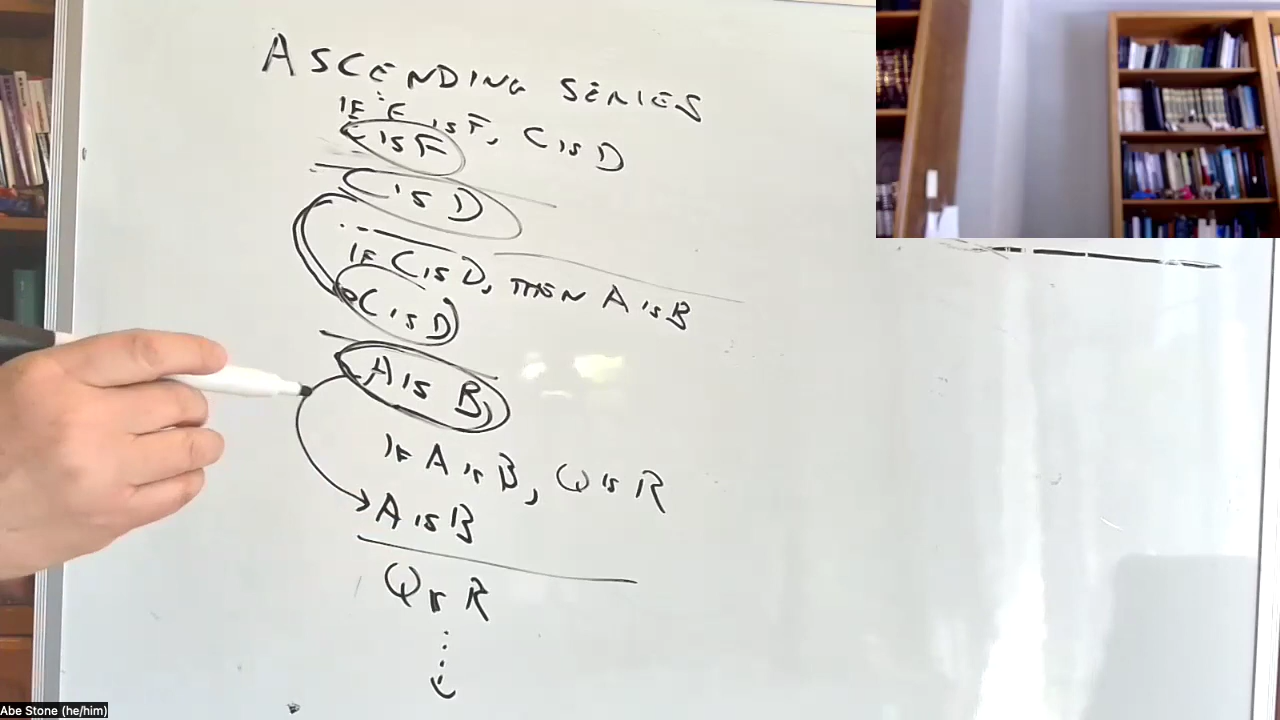 ASCENDING SERIES
IF E IS F, C IS D
E IS F
C IS D
IF C IS D, THEN A IS B
C IS D
A IS B
IF A IS B, Q IS R
A IS B
Q IS R
Abe Stone (he/him)